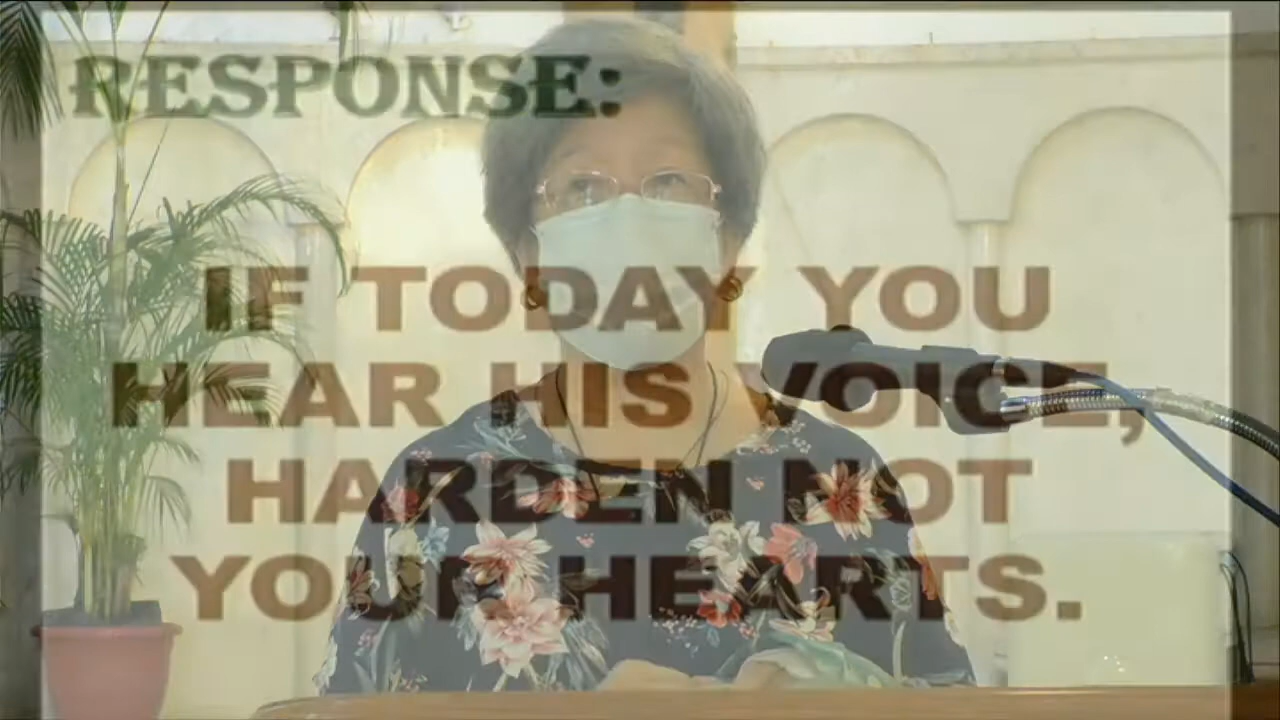 RESPONSE:
IF TODAY YOU
HEAR HIS VOICE,
HARDEN NOT
YOUR HEARTS.